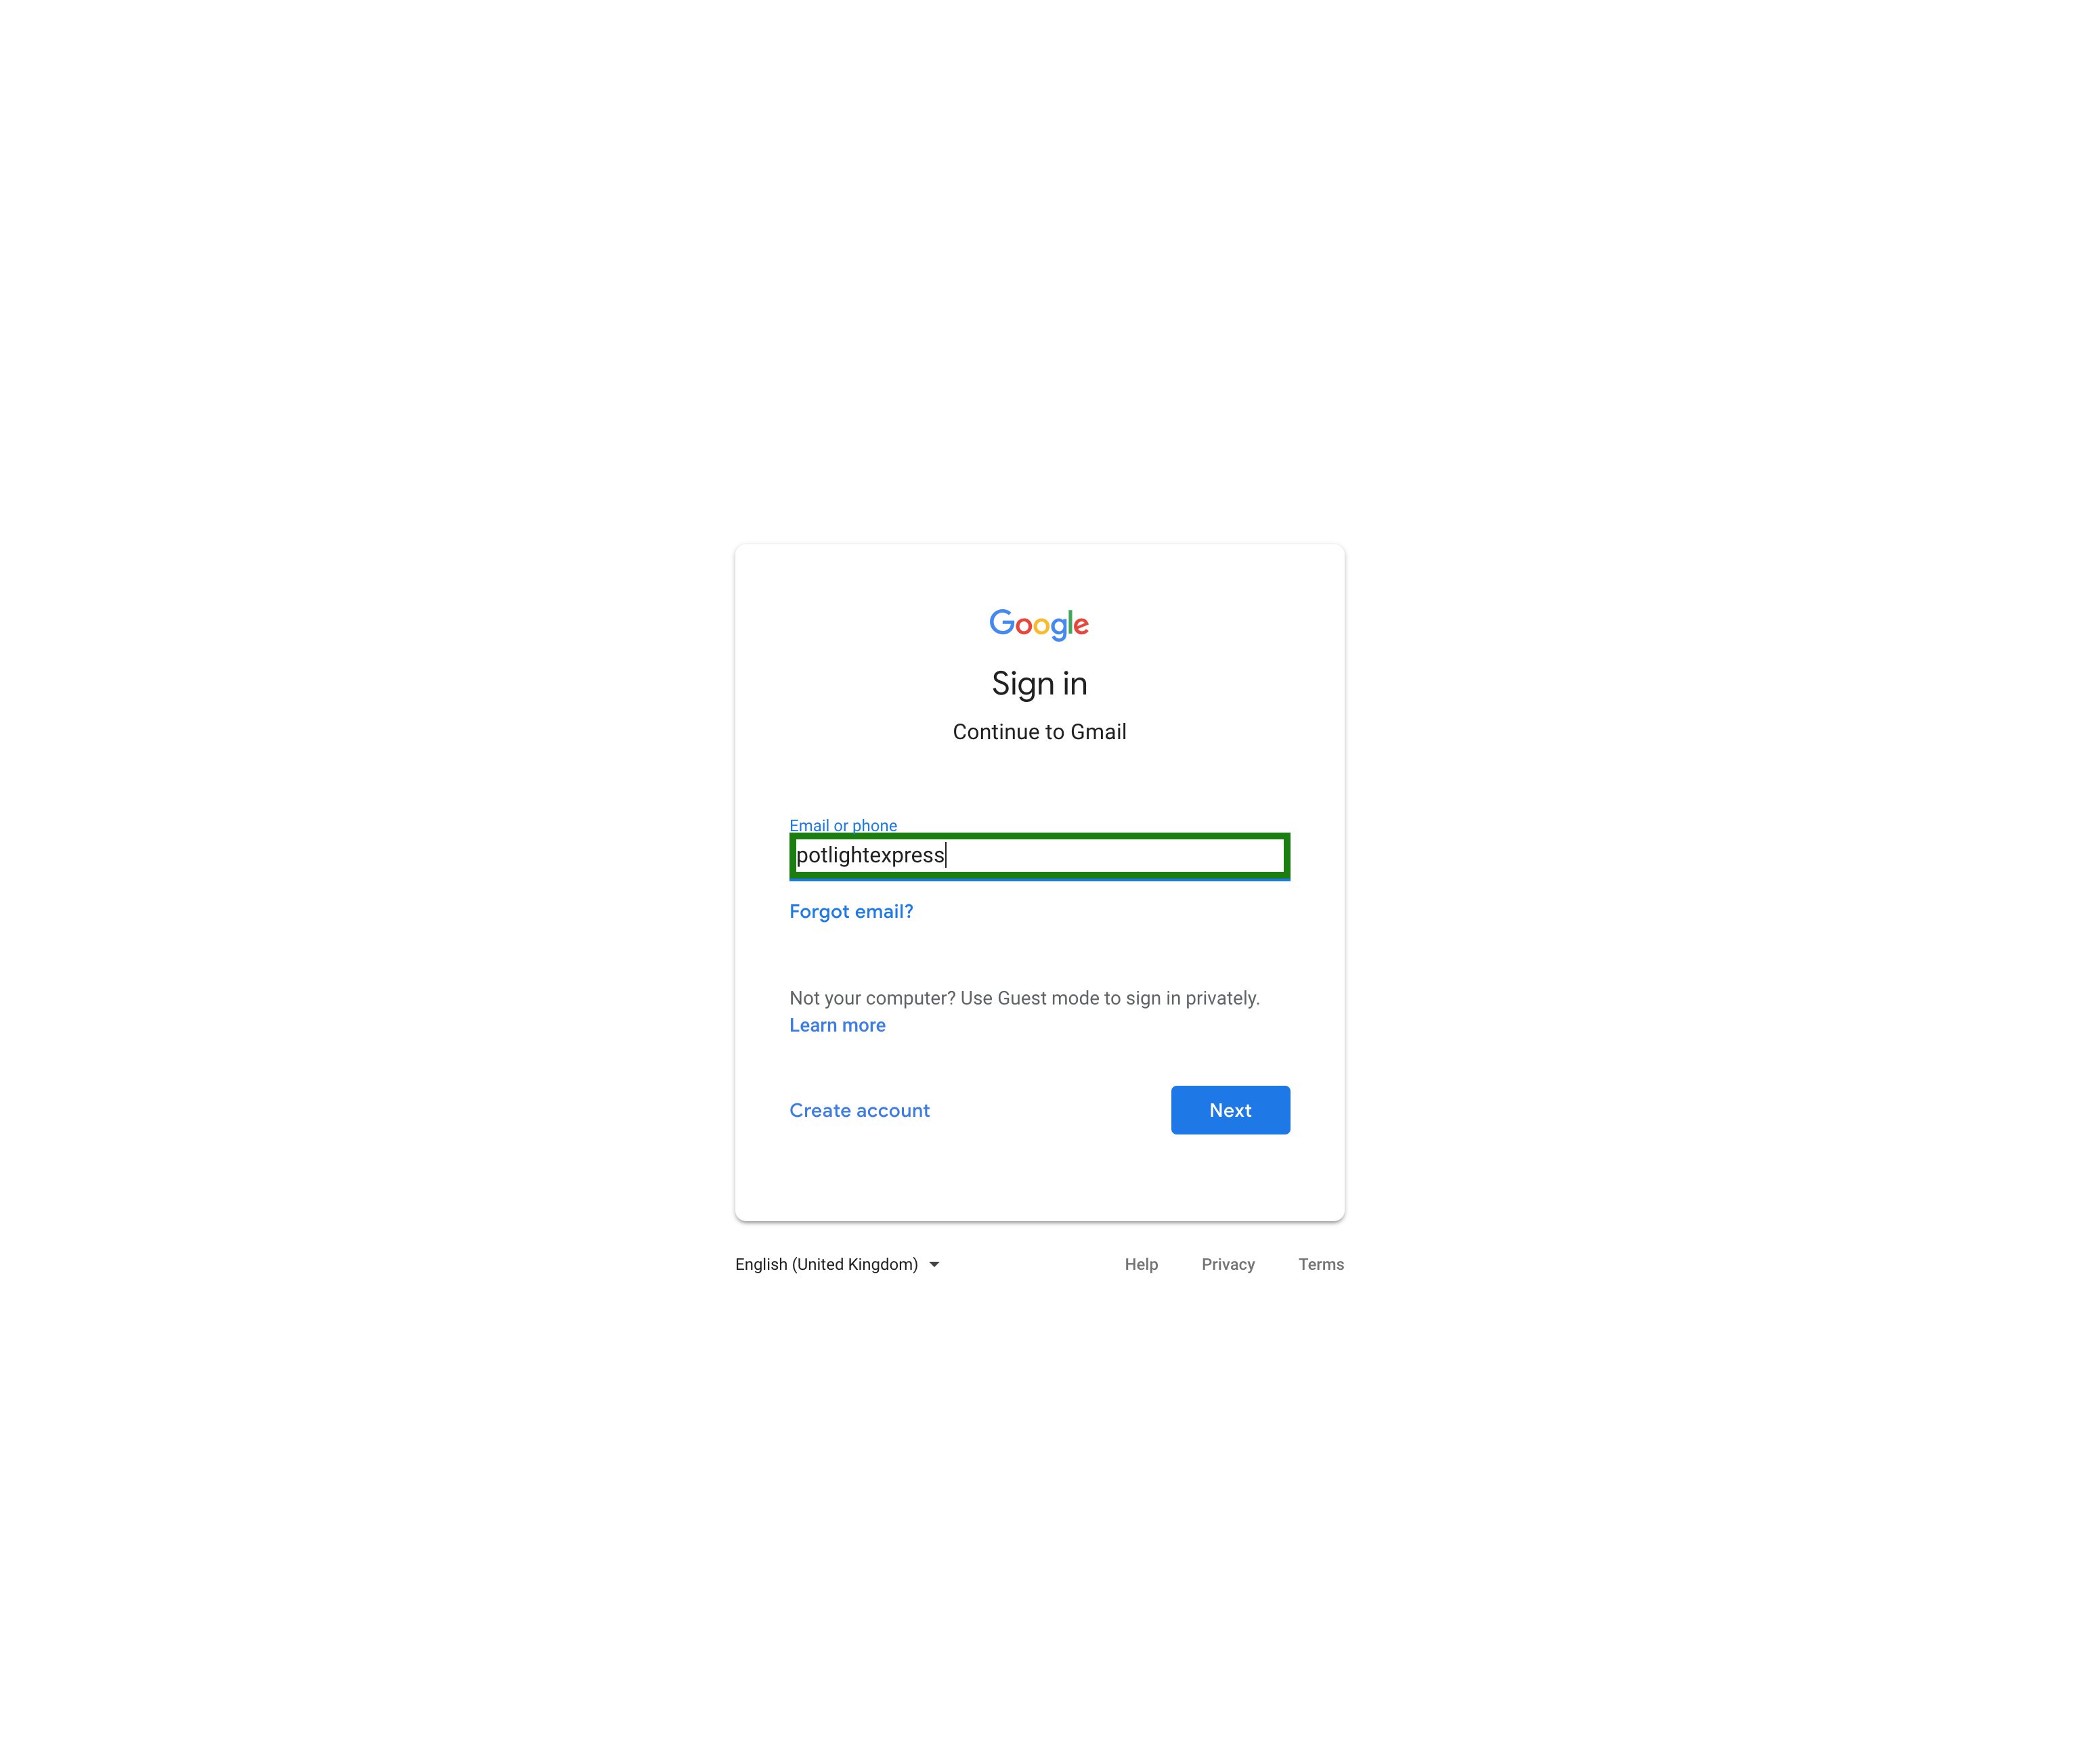 Google
Sign in
Continue to Gmail
Email or phone
potlightexpress
Forgot email?
Not your computer? Use Guest mode to sign in privately.
Learn more
Create account
Next
English (United Kingdom)
Help
Privacy
Terms